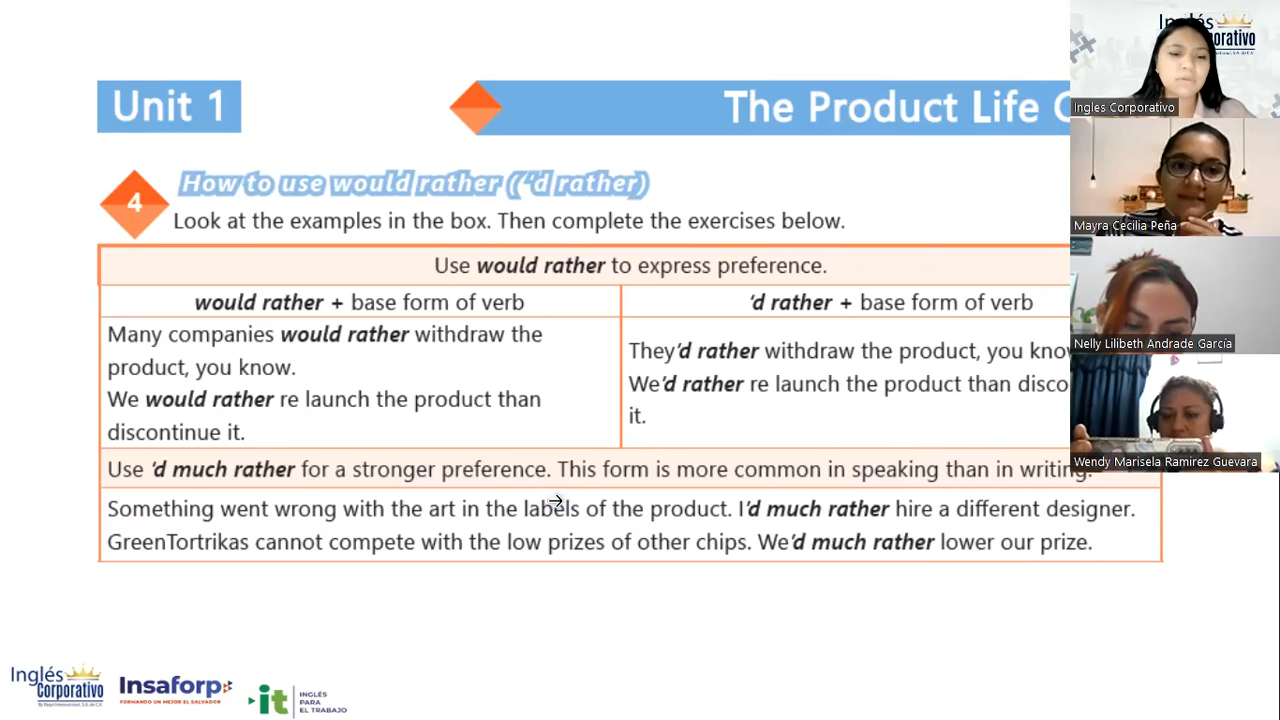 Unit 1
The Product Life C
4
How to use would rather (('d rather)
Look at the examples in the box. Then complete the exercises below.
Use would rather to express preference.
would rather + base form of verb
'd rather + base form of verb
Many companies would rather withdraw the
product, you know.
We would rather re launch the product than
discontinue it.
They'd rather withdraw the product, you know
We'd rather re launch the product than disco
it.
Use 'd much rather for a stronger preference. This form is more common in speaking than in writing.
Something went wrong with the art in the labels of the product. I'd much rather hire a different designer.
GreenTortrikas cannot compete with the low prizes of other chips. We'd much rather lower our prize.
Inglés
Corporativo
Insaforp
FORMANDO UN MEJOR EL SALVADOR
it
INGLÉS
PARA
EL TRABAJO
Inglés
orativo
Ingles Corporativo
Mayra Cecilia Peña
Nelly Lilibeth Andrade García
Wendy Marisela Ramirez Guevara